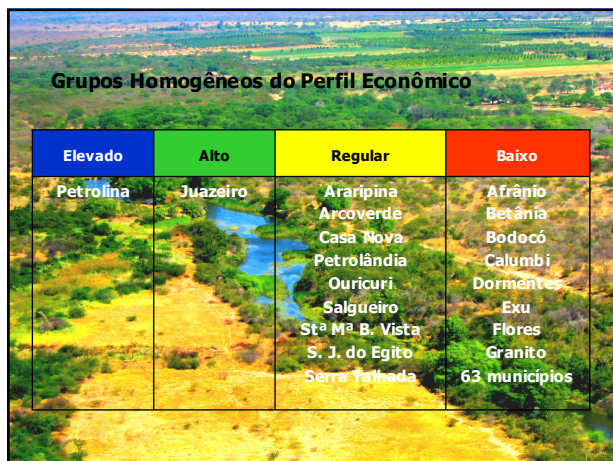 Grupos Homogêneos do Perfil Econômico
Elevado Alto Regular Baixo
Petrolina Juazeiro Araripina Afrânio
Arcoverde Betânia
Casa Nova Bodocó
Petrolândia Calumbi
Ouricuri Dormentes
Salgueiro Exu
Stª Mª B. Vista Flores
S. J. do Egito Granito
Serra Talhada 63 municípios